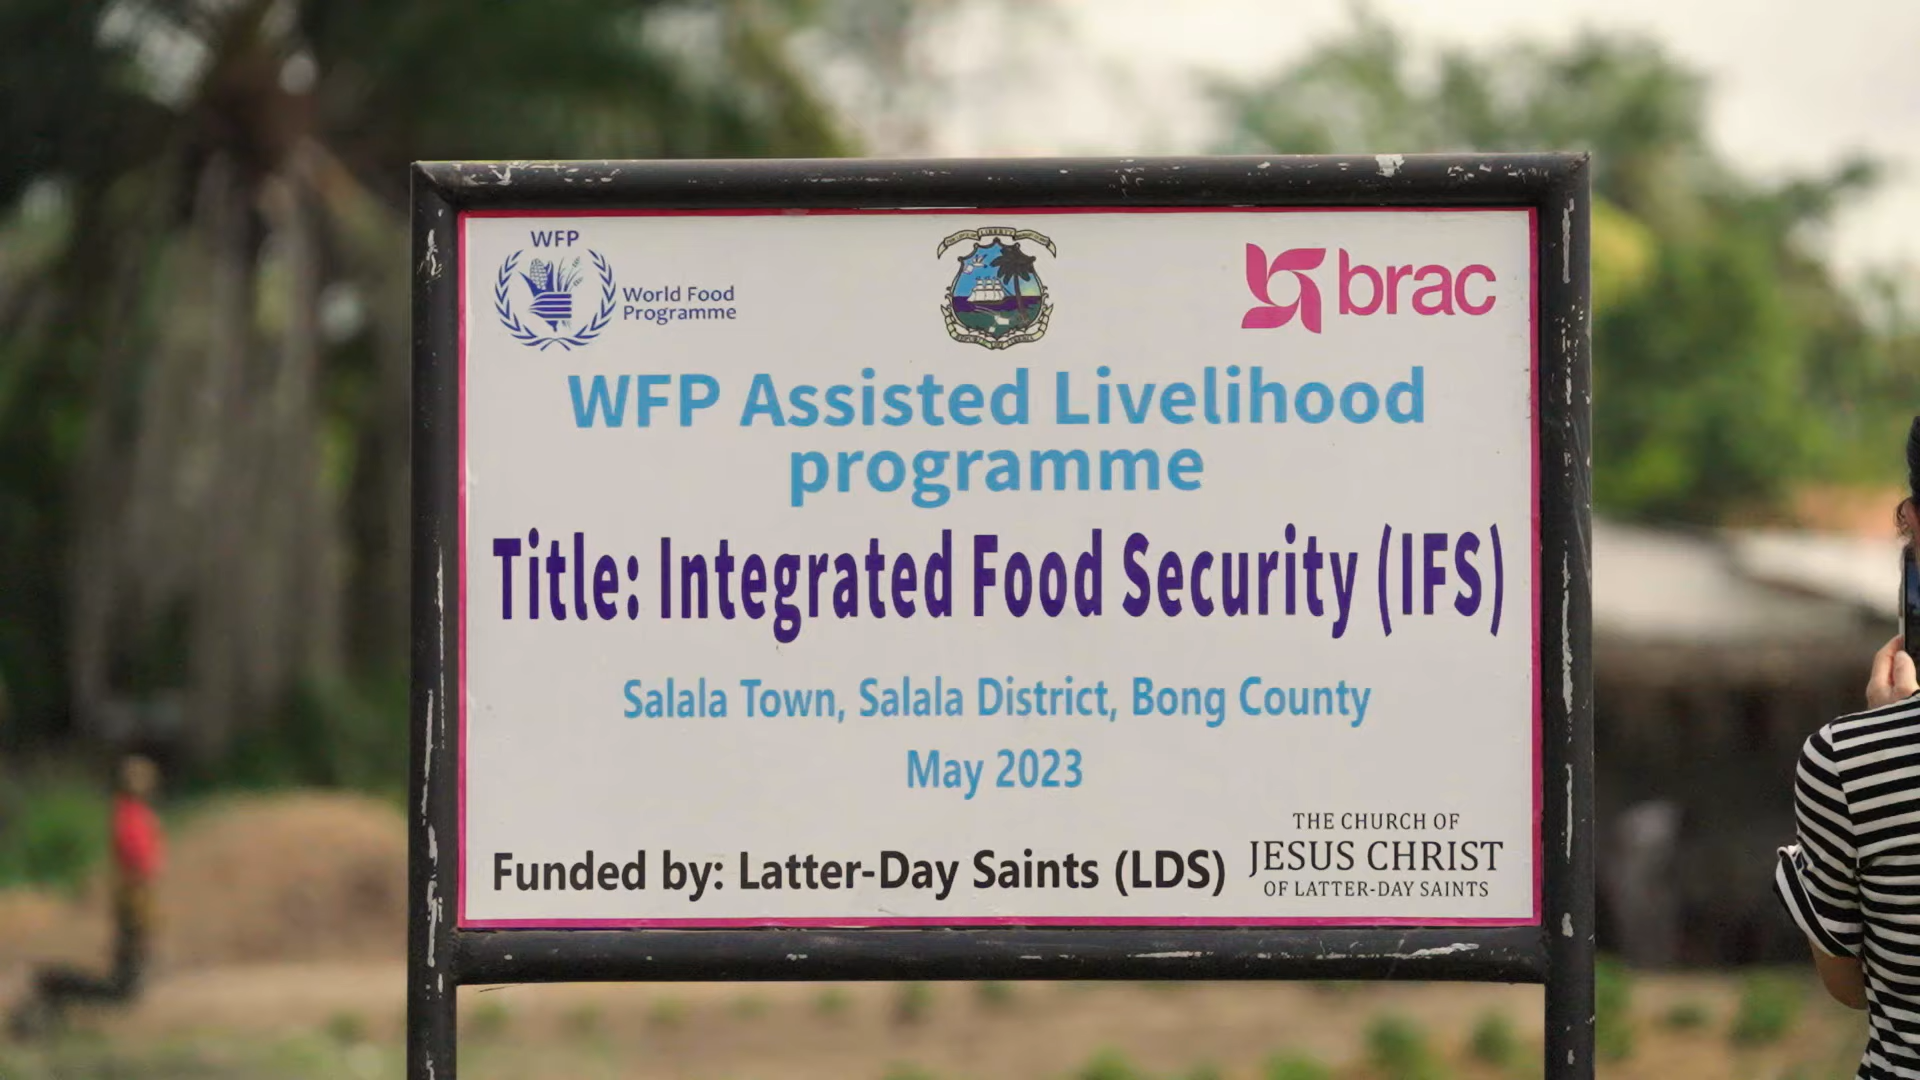 WFP
World Food
Programme
brac
WFP Assisted Livelihood
programme
Title: Integrated Food Security (IFS)
Salala Town, Salala District, Bong County
May 2023
Funded by: Latter-Day Saints (LDS)
THE CHURCH OF
JESUS CHRIST
OF LATTER-DAY SAINTS